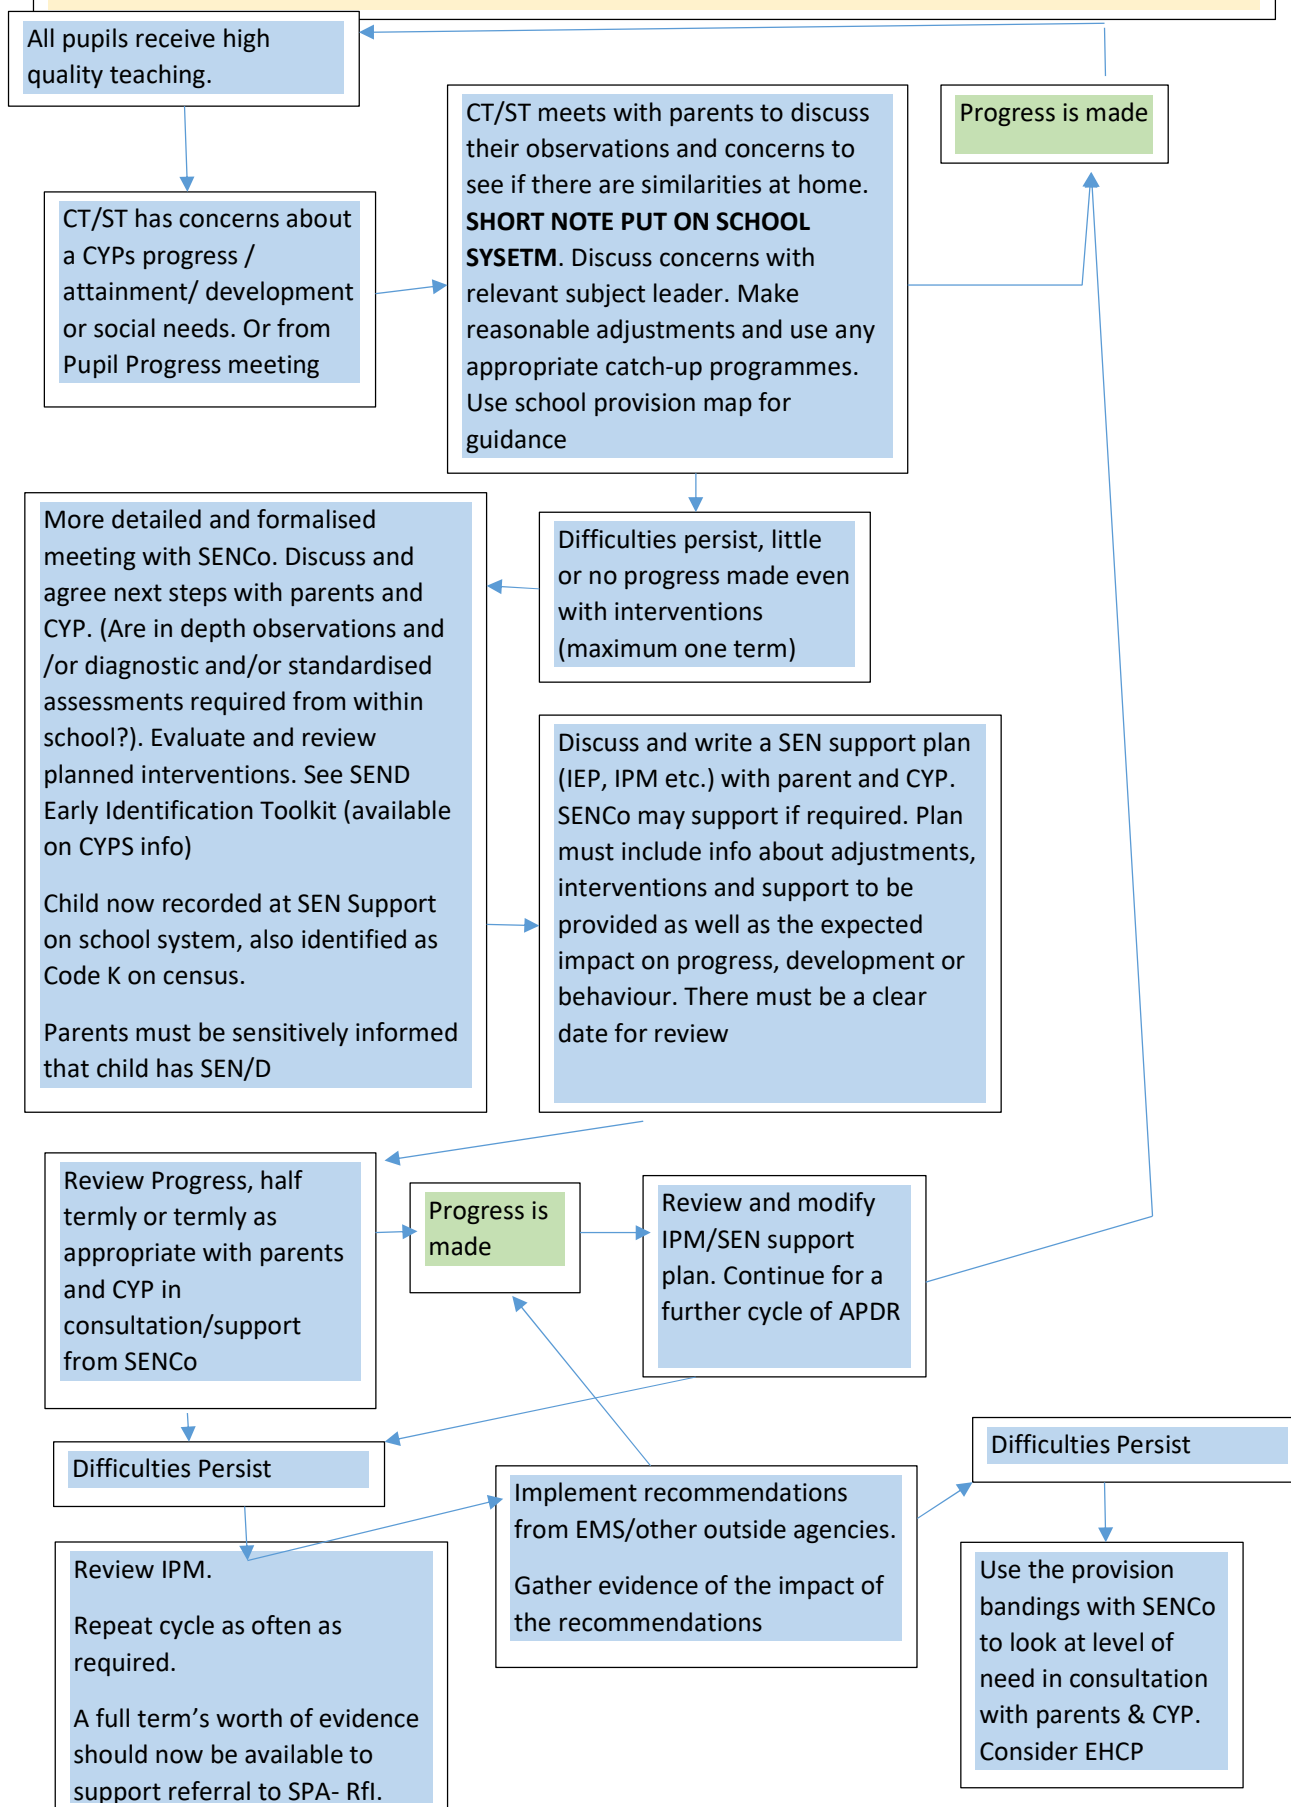 All pupils receive high
quality teaching.
CT/ST has concerns about
a CYPs progress /
attainment/ development
or social needs. Or from
Pupil Progress meeting
CT/ST meets with parents to discuss
their observations and concerns to
see if there are similarities at home.
SHORT NOTE PUT ON SCHOOL
SYSETM. Discuss concerns with
relevant subject leader. Make
reasonable adjustments and use any
appropriate catch-up programmes.
Use school provision map for
guidance
Progress is made
Difficulties persist, little
or no progress made even
with interventions
(maximum one term)
More detailed and formalised
meeting with SENCo. Discuss and
agree next steps with parents and
CYP. (Are in depth observations and
/or diagnostic and/or standardised
assessments required from within
school?). Evaluate and review
planned interventions. See SEND
Early Identification Toolkit (available
on CYPS info)
Child now recorded at SEN Support
on school system, also identified as
Code K on census.
Parents must be sensitively informed
that child has SEN/D
Discuss and write a SEN support plan
(IEP, IPM etc.) with parent and CYP.
SENCo may support if required. Plan
must include info about adjustments,
interventions and support to be
provided as well as the expected
impact on progress, development or
behaviour. There must be a clear
date for review
Review Progress, half
termly or termly as
appropriate with parents
and CYP in
consultation/support
from SENCo
Progress is
made
Review and modify
IPM/SEN support
plan. Continue for a
further cycle of APDR
Difficulties Persist
Review IPM.
Repeat cycle as often as
required.
A full term’s worth of evidence
should now be available to
support referral to SPA- RfI.
Implement recommendations
from EMS/other outside agencies.
Gather evidence of the impact of
the recommendations
Difficulties Persist
Use the provision
bandings with SENCo
to look at level of
need in consultation
with parents & CYP.
Consider EHCP